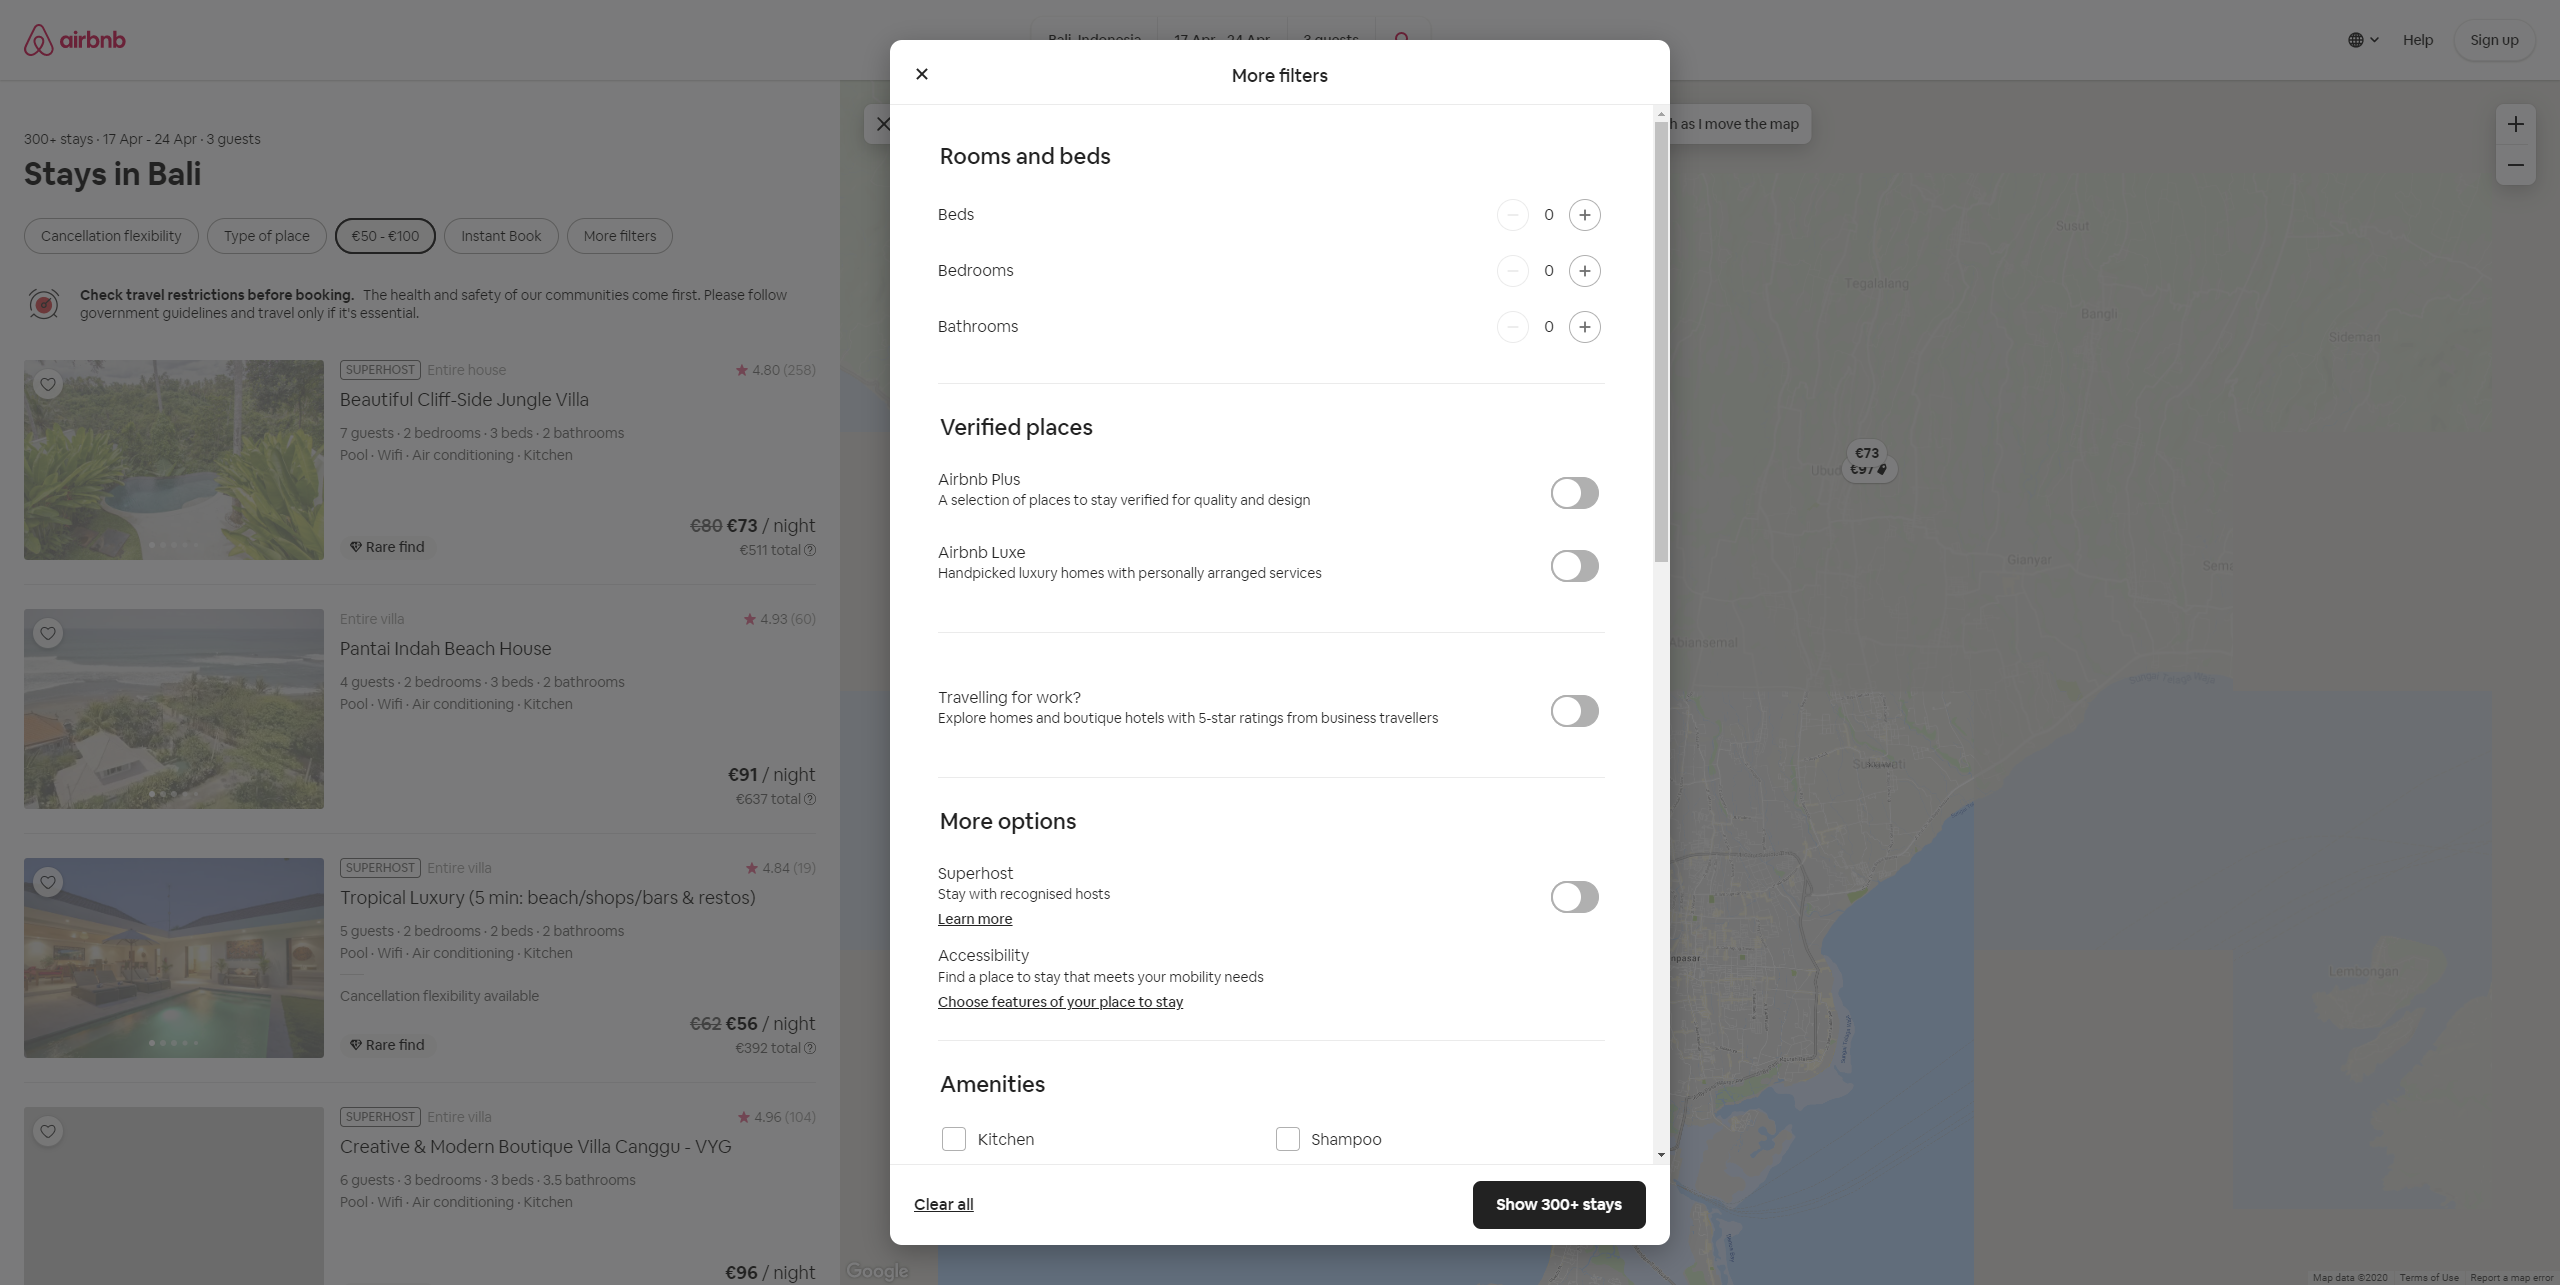 airbnb
Bali, Indonesia
17 Apr - 24 Apr
3 guests
Help
Sign up
300+ stays · 17 Apr - 24 Apr · 3 guests
Stays in Bali
Cancellation flexibility
Type of place
€50 - €100
Instant Book
More filters
Check travel restrictions before booking. The health and safety of our communities come first. Please follow
government guidelines and travel only if it's essential.
SUPERHOST Entire house 4.80 (258)
Beautiful Cliff-Side Jungle Villa
7 guests · 2 bedrooms · 3 beds · 2 bathrooms
Pool · Wifi · Air conditioning · Kitchen
€80 €73 / night
Rare find
€511 total
Entire villa 4.93 (60)
Pantai Indah Beach House
4 guests · 2 bedrooms · 3 beds · 2 bathrooms
Pool · Wifi · Air conditioning · Kitchen
€91 / night
€637 total
SUPERHOST Entire villa 4.84 (19)
Tropical Luxury (5 min: beach/shops/bars & restos)
5 guests · 2 bedrooms · 2 beds · 2 bathrooms
Pool · Wifi · Air conditioning · Kitchen
Cancellation flexibility available
€62 €56 / night
Rare find
€392 total
SUPERHOST Entire villa 4.96 (104)
Creative & Modern Boutique Villa Canggu - VYG
6 guests · 3 bedrooms · 3 beds · 3.5 bathrooms
Pool · Wifi · Air conditioning · Kitchen
€96 / night
More filters
Rooms and beds
Beds 0
Bedrooms 0
Bathrooms 0
Verified places
Airbnb Plus
A selection of places to stay verified for quality and design
Airbnb Luxe
Handpicked luxury homes with personally arranged services
Travelling for work?
Explore homes and boutique hotels with 5-star ratings from business travellers
More options
Superhost
Stay with recognised hosts
Learn more
Accessibility
Find a place to stay that meets your mobility needs
Choose features of your place to stay
Amenities
Kitchen
Shampoo
Clear all
Show 300+ stays
h as I move the map
Susut
Tegalalang
Bangli
Sideman
€73
Ubud
€97
Gianyar
Sema
Abiansemal
Sukawati
npasar
Lembongan
Google
Map data ©2020
Terms of Use
Report a map error